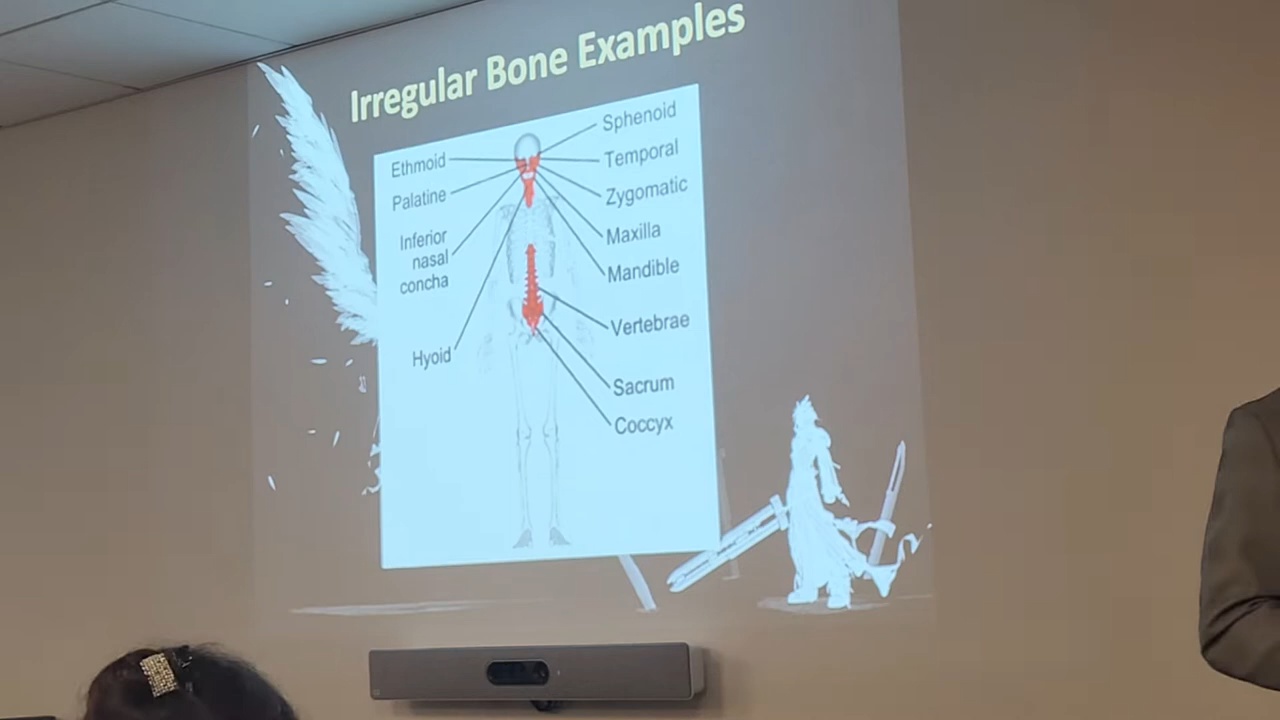 Irregular Bone Examples
Sphenoid
Ethmoid
Temporal
Palatine
Zygomatic
Inferior
nasal
concha
Maxilla
Mandible
Vertebrae
Hyoid
Sacrum
Coccyx